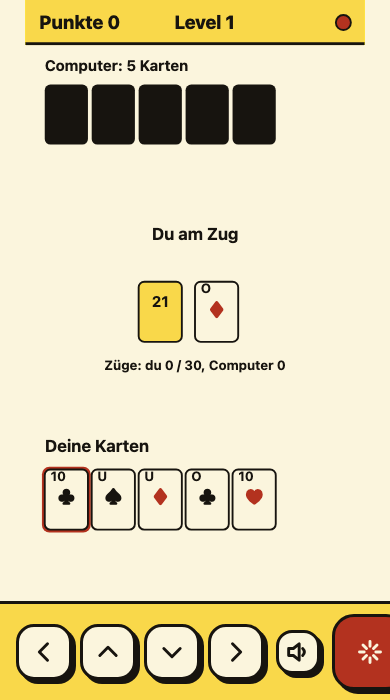 Punkte 0 Level 1
Computer: 5 Karten
Du am Zug
21 O
Züge: du 0 / 30, Computer 0
Deine Karten
10 U U O 10